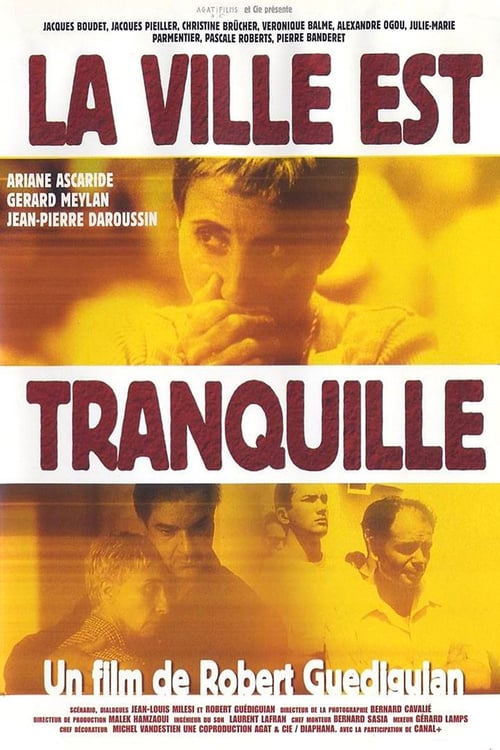 AGAT FILMS et Cie présente
JACQUES BOUDET, JACQUES PIEILLER, CHRISTINE BRÜCHER, VERONIQUE BALME, ALEXANDRE OGOU, JULIE-MARIE
PARMENTIER, PASCALE ROBERTS, PIERRE BANDERET
LA VILLE EST
ARIANE ASCARIDE
GERARD MEYLAN
JEAN-PIERRE DAROUSSIN
TRANQUILLE
Un film de Robert Guediguian
SCÉNARIO, DIALOGUES JEAN-LOUIS MILESI ET ROBERT GUÉDIGUIAN DIRECTEUR DE LA PHOTOGRAPHIE BERNARD CAVALIÉ
DIRECTEUR DE PRODUCTION MALEK HAMZAOUI INGÉNIEUR DU SON LAURENT LAFRAN CHEF MONTEUR BERNARD SASIA MIXEUR GÉRARD LAMPS
CHEF DÉCORATEUR MICHEL VANDESTIEN UNE COPRODUCTION AGAT & CIE / DIAPHANA. AVEC LA PARTICIPATION DE CANAL+